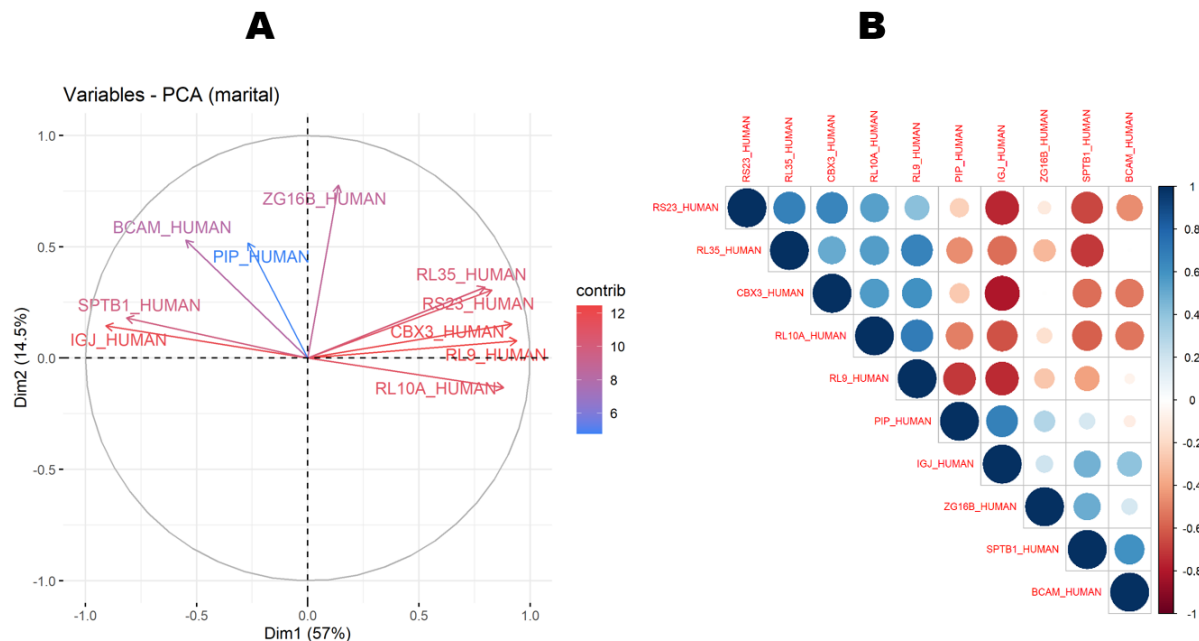 A
B
Variables - PCA (marital)
1.0
0.5
0.0
-0.5
-1.0
Dim2 (14.5%)
ZG16B_HUMAN
BCAM_HUMAN
PIP_HUMAN
RL35_HUMAN
SPTB1_HUMAN
RS23_HUMAN
IGJ_HUMAN
CBX3_HUMAN
RL9_HUMAN
RL10A_HUMAN
-1.0
-0.5
0.0
0.5
1.0
Dim1 (57%)
contrib
12
10
8
6
RS23_HUMAN
RL35_HUMAN
CBX3_HUMAN
RL10A_HUMAN
RL9_HUMAN
PIP_HUMAN
IGJ_HUMAN
ZG16B_HUMAN
SPTB1_HUMAN
BCAM_HUMAN
RS23_HUMAN
RL35_HUMAN
CBX3_HUMAN
RL10A_HUMAN
RL9_HUMAN
PIP_HUMAN
IGJ_HUMAN
ZG16B_HUMAN
SPTB1_HUMAN
BCAM_HUMAN
1
0.8
0.6
0.4
0.2
0
-0.2
-0.4
-0.6
-0.8
-1